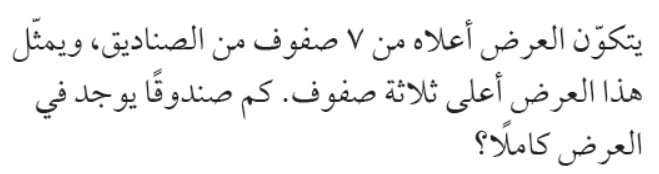 يتكوّن العرض أعلاه من ٧ صفوف من الصناديق، ويمثّل
هذا العرض أعلى ثلاثة صفوف. كم صندوقًا يوجد في
العرض كاملًا؟